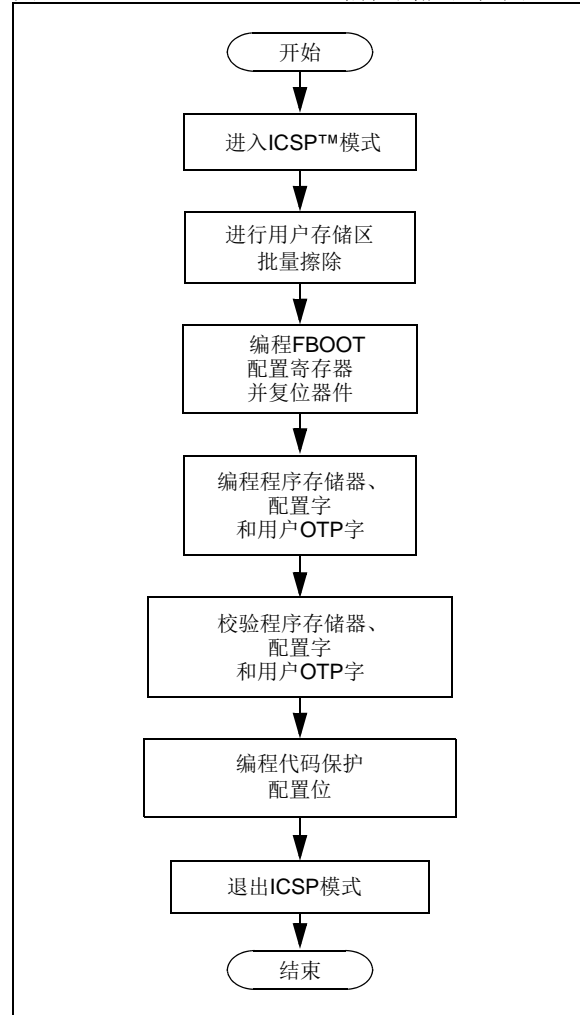 开始
进入ICSP™模式
进行用户存储区
批量擦除
编程FBOOT
配置寄存器
并复位器件
编程程序存储器、
配置字
和用户OTP字
校验程序存储器、
配置字
和用户OTP字
编程代码保护
配置位
退出ICSP模式
结束